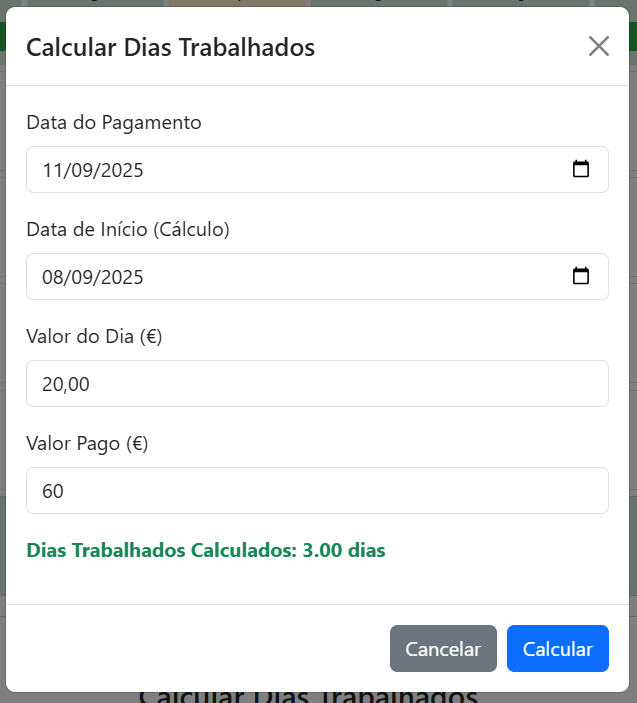 Calcular Dias Trabalhados
Data do Pagamento
11/09/2025
Data de Início (Cálculo)
08/09/2025
Valor do Dia (€)
20,00
Valor Pago (€)
60
Dias Trabalhados Calculados: 3.00 dias
Cancelar
Calcular
Calcular Dias Trabalhados